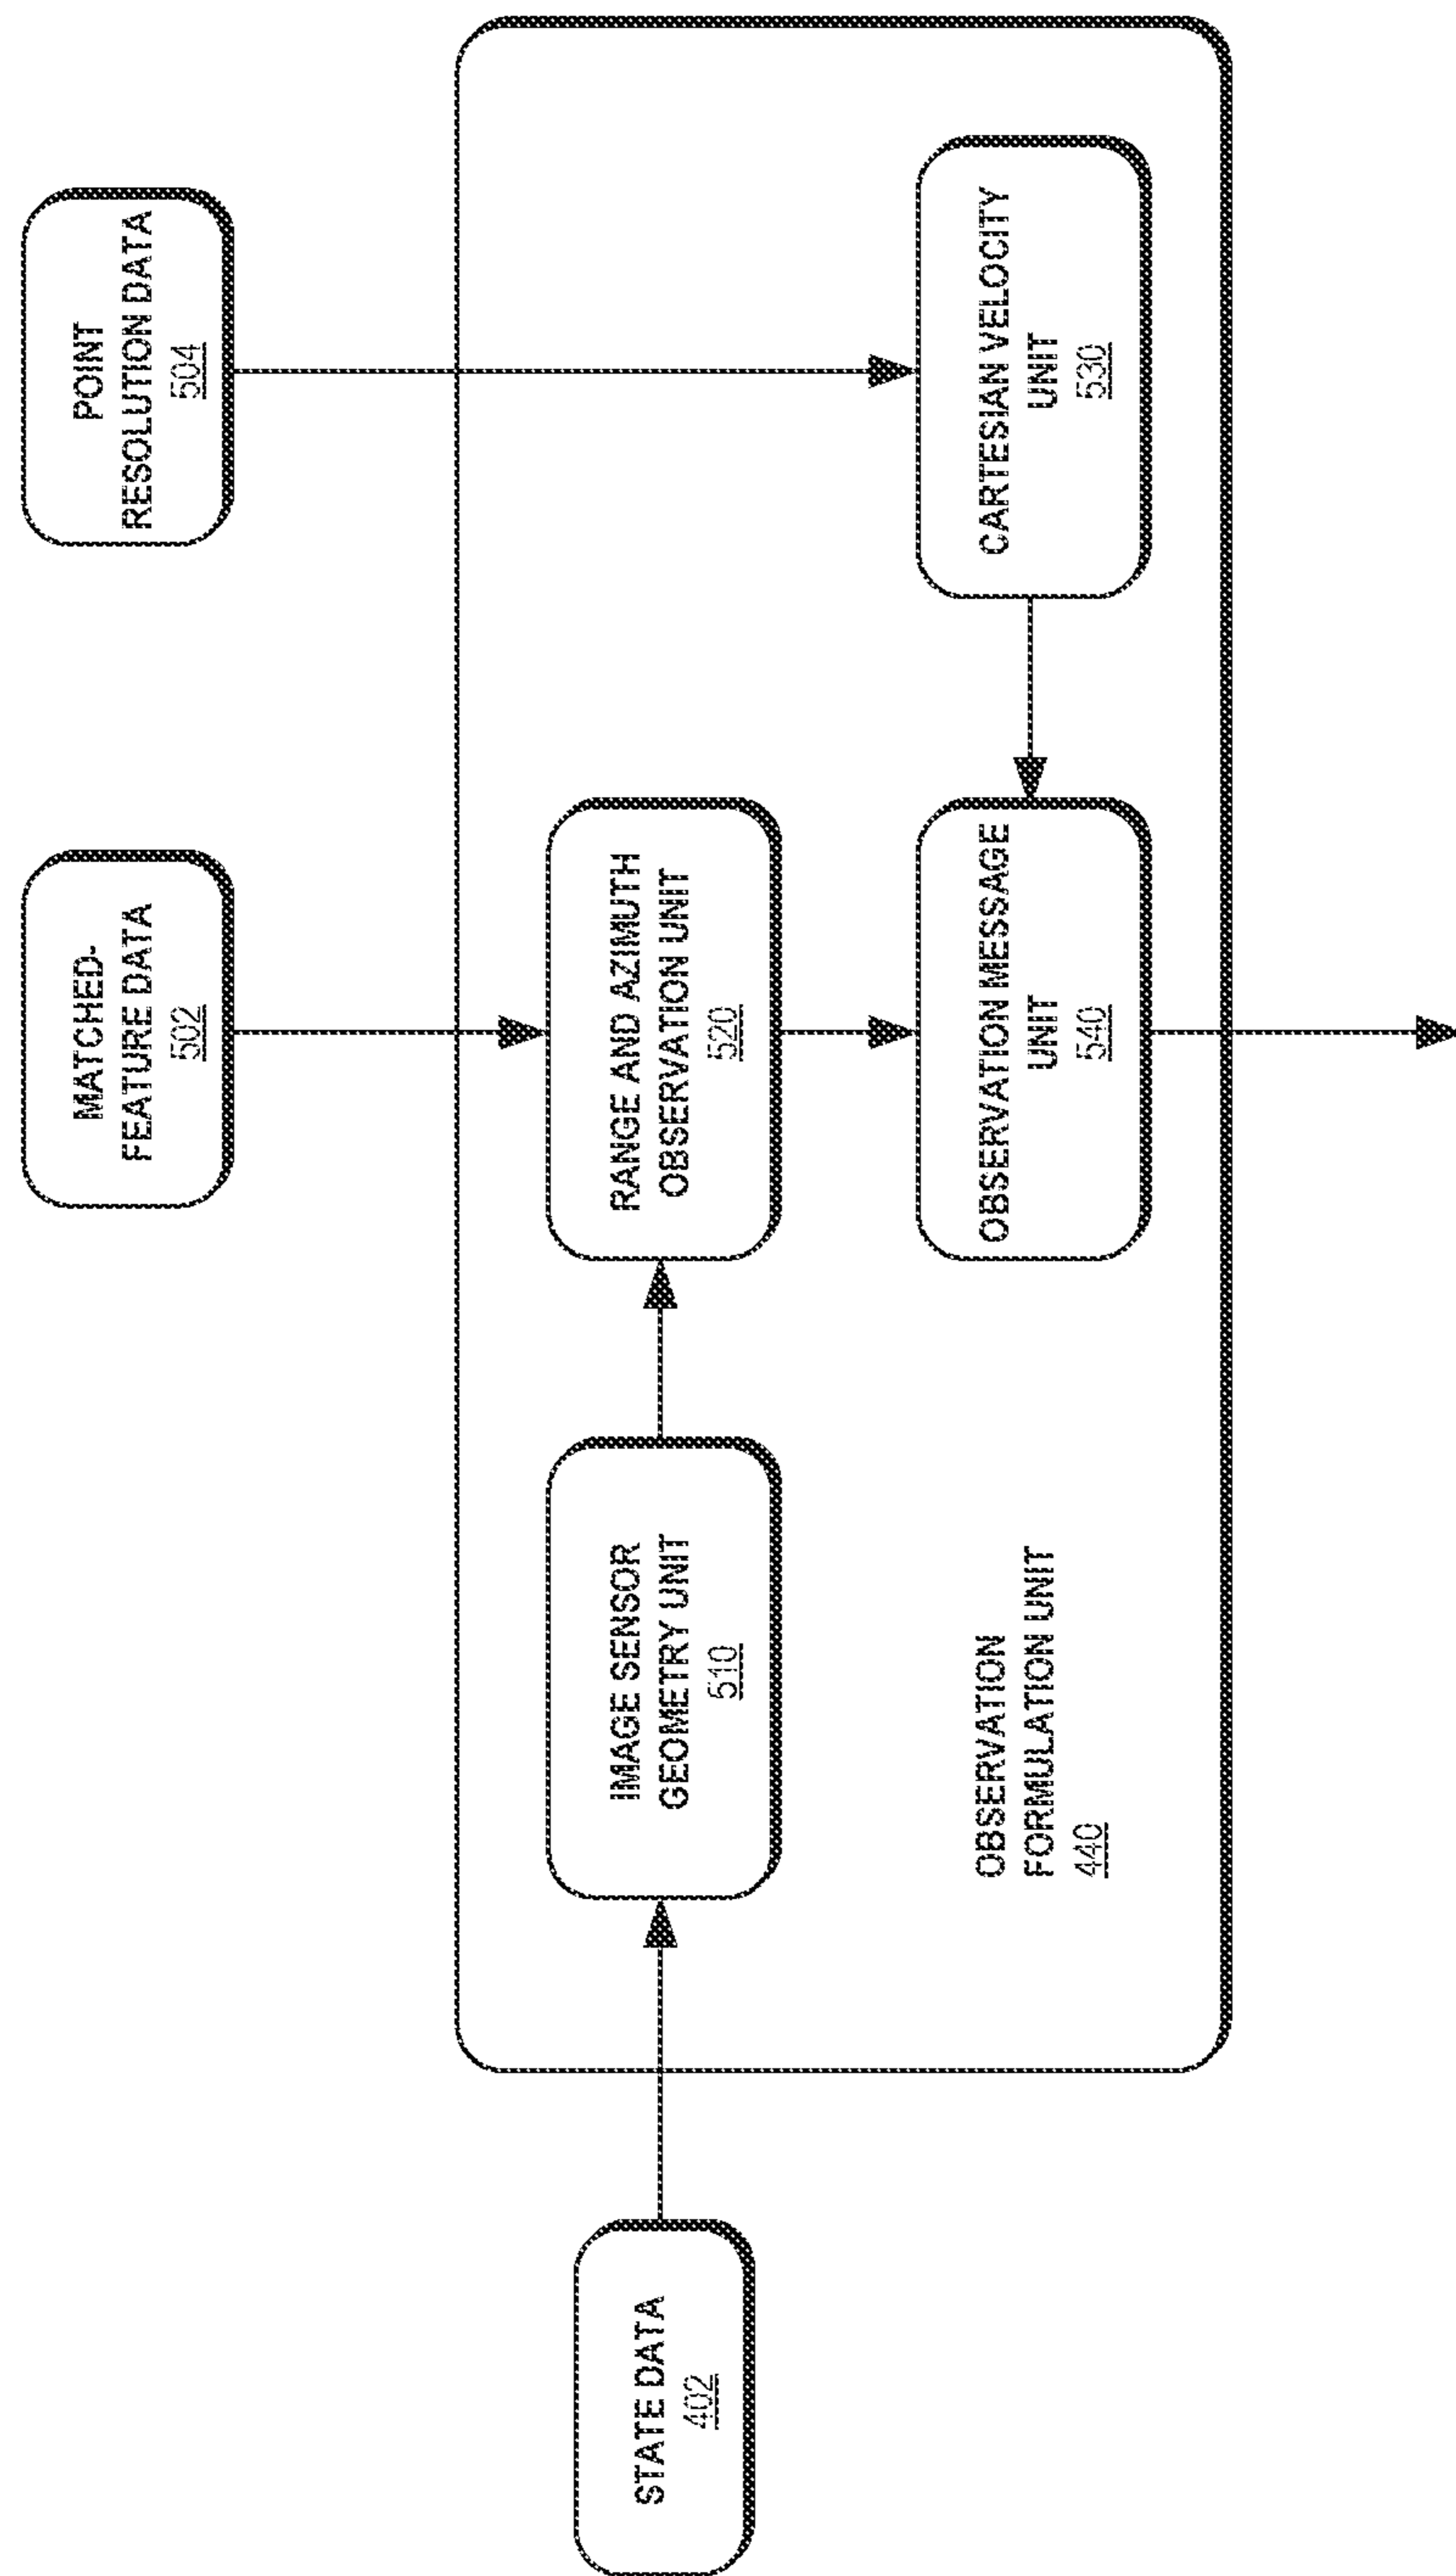 MATCHED-
FEATURE DATA
502
POINT
RESOLUTION DATA
504
STATE DATA
402
IMAGE SENSOR
GEOMETRY UNIT
510
RANGE AND AZIMUTH
OBSERVATION UNIT
520
OBSERVATION
FORMULATION UNIT
440
OBSERVATION MESSAGE
UNIT
540
CARTESIAN VELOCITY
UNIT
530